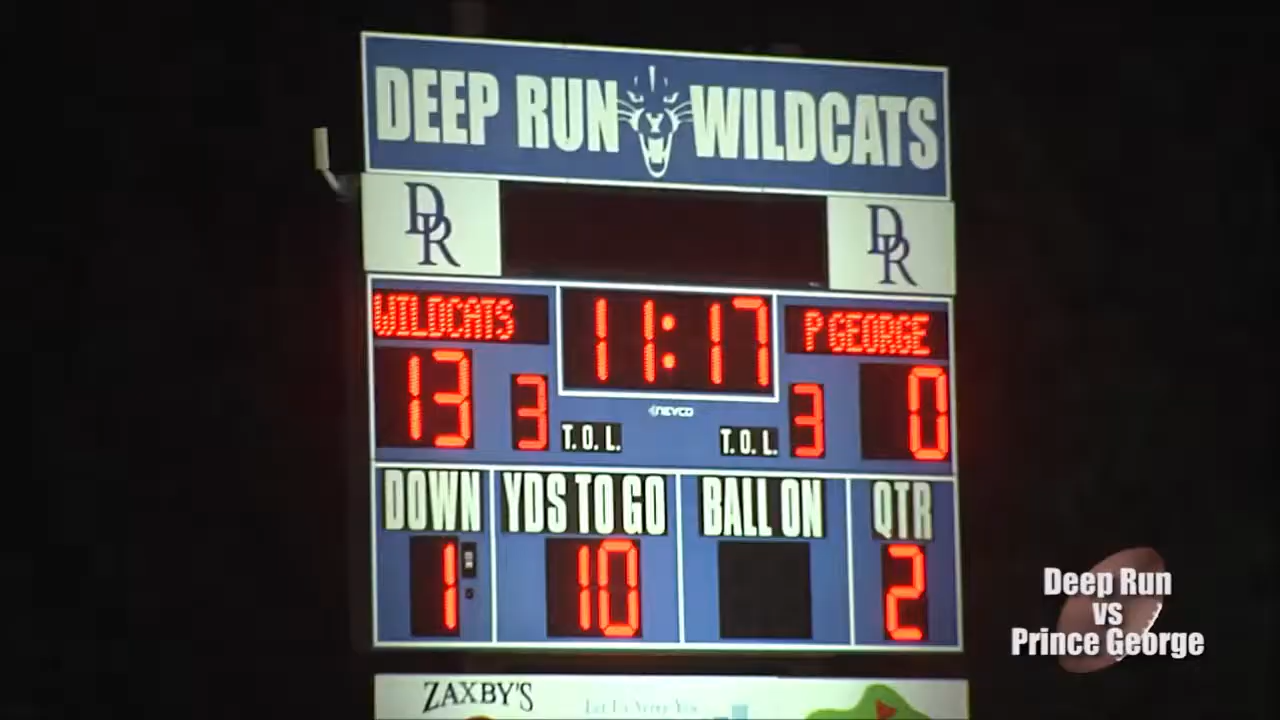 DEEP RUN WILDCATS
DR DR
WILDCATS 11:17 P GEORGE
13 3 T.O.L. NEVCO T.O.L. 3 0
DOWN YDS TO GO BALL ON QTR
1 10 2
Deep Run
vs
Prince George
ZAXBY'S